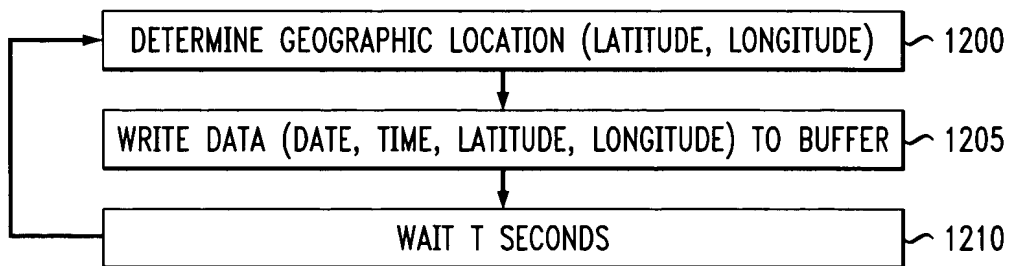 DETERMINE GEOGRAPHIC LOCATION (LATITUDE, LONGITUDE) 1200
WRITE DATA (DATE, TIME, LATITUDE, LONGITUDE) TO BUFFER 1205
WAIT T SECONDS 1210